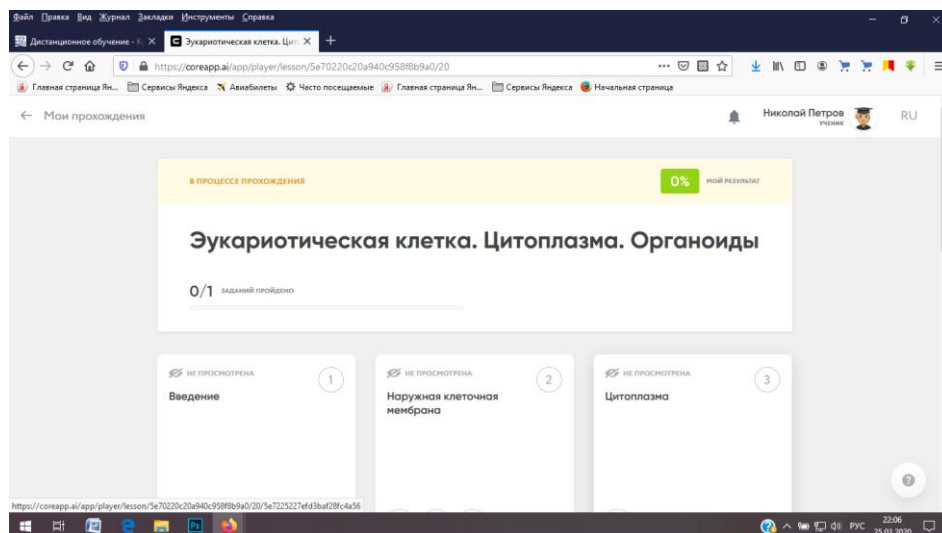 Файл Правка Вид Журнал Закладки Инструменты Справка
Дистанционное обучение - К
Эукариотическая клетка. Цит
https://coreapp.ai/app/player/lesson/5e70220c20a940c958f8b9a0/20
Главная страница Ян... Сервисы Яндекса Авиабилеты Часто посещаемые Главная страница Ян... Сервисы Яндекса Начальная страница
Мои прохождения
Николай Петров
УЧЕНИК
RU
В ПРОЦЕССЕ ПРОХОЖДЕНИЯ
0% МОЙ РЕЗУЛЬТАТ
Эукариотическая клетка. Цитоплазма. Органоиды
0/1 ЗАДАНИЙ ПРОЙДЕНО
НЕ ПРОСМОТРЕНА 1
Введение
НЕ ПРОСМОТРЕНА 2
Наружная клеточная
мембрана
НЕ ПРОСМОТРЕНА 3
Цитоплазма
https://coreapp.ai/app/player/lesson/5e70220c20a940c958f8b9a0/20/5e7225227efd3baf28fc4a56
РУС
22:06
25.03.2020